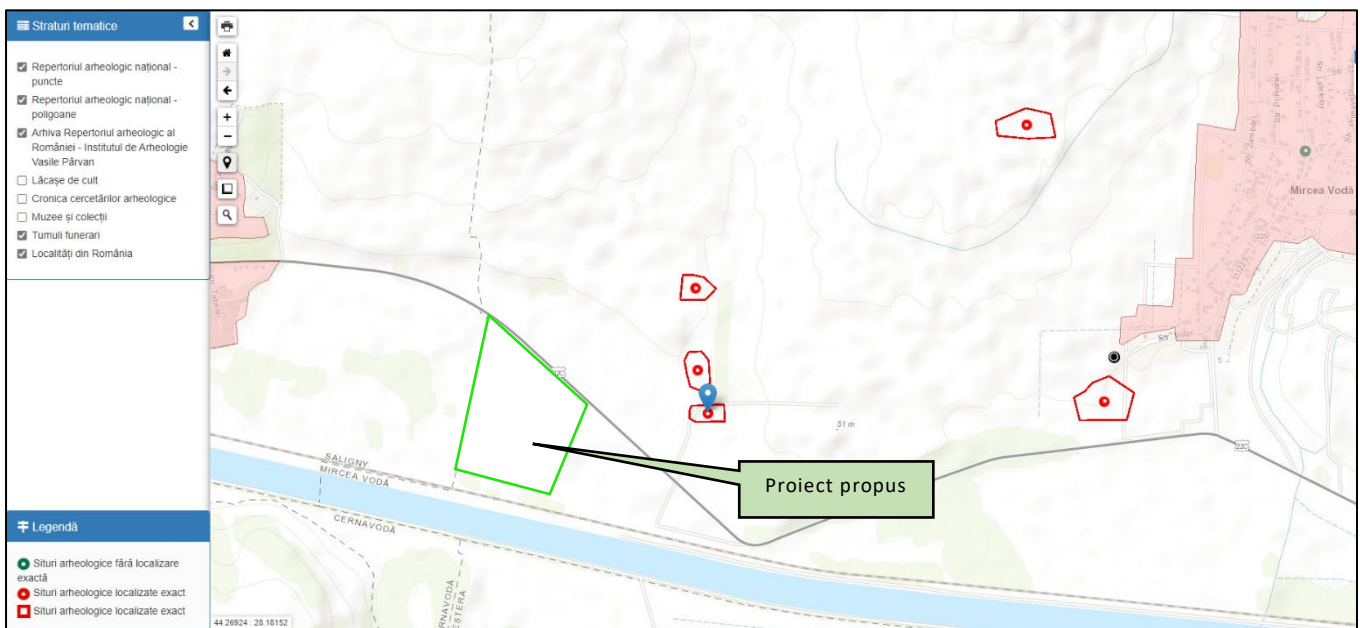 Straturi tematice
Repertoriul arheologic național -
puncte
Repertoriul arheologic național -
poligoane
Arhiva Repertoriul arheologic al
României - Institutul de Arheologie
Vasile Pârvan
Lăcașe de cult
Cronica cercetărilor arheologice
Muzee și colecții
Tumuli funerari
Localități din România
Legendă
Situri arheologice fără localizare
exactă
Situri arheologice localizate exact
Situri arheologice localizate exact
44.26924 : 28.18152
Mircea Vodă
51 m
22C
SALIGNY
MIRCEA VODĂ
CERNAVODĂ
Proiect propus